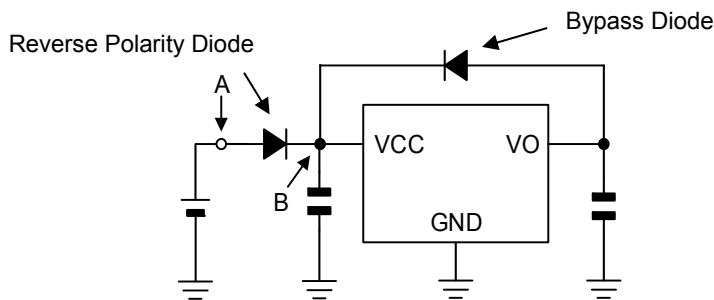 Bypass Diode
Reverse Polarity Diode
A
VCC
VO
B
GND